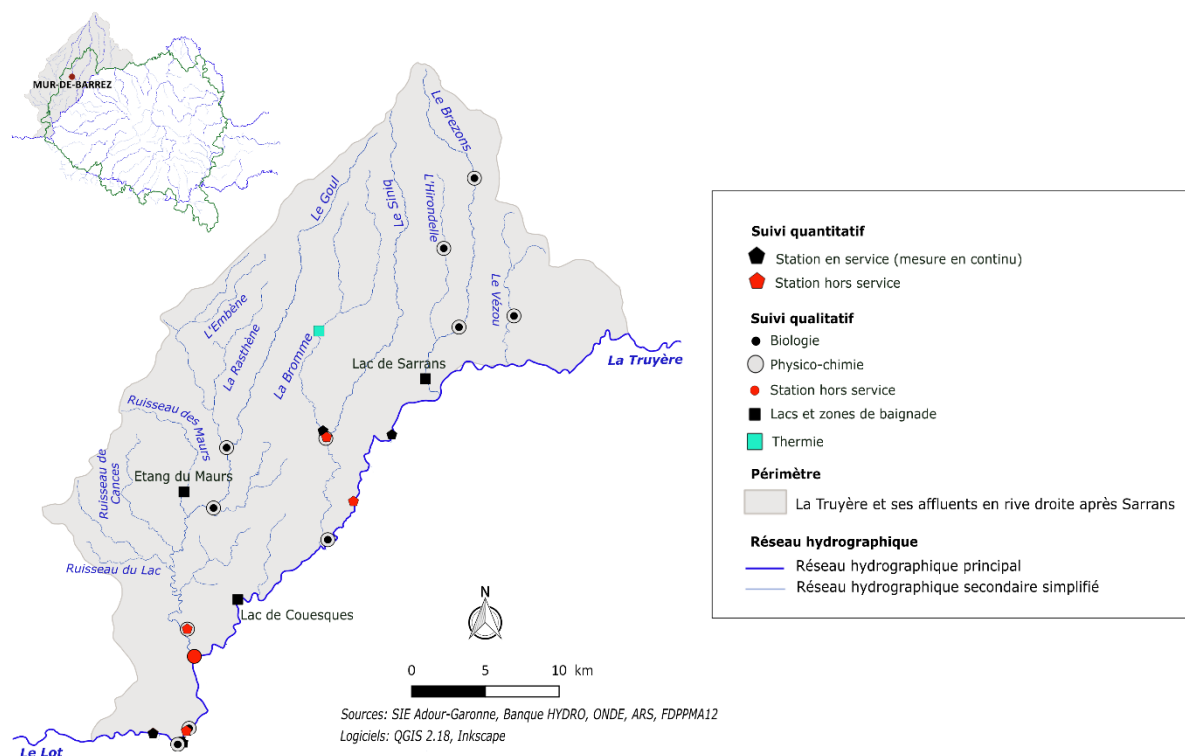 MUR-DE-BARREZ
Le Brezons
Le Goul
Le Siniq
L'Hirondelle
Le Vézou
L'Embène
La Rasthène
La Bromme
Lac de Sarrans
La Truyère
Ruisseau des
Maurs
Ruisseau de
Cances
Etang du Maurs
Ruisseau du Lac
Lac de Couesques
N
0 5 10 km
Sources: SIE Adour-Garonne, Banque HYDRO, ONDE, ARS, FDPPMA12
Logiciels: QGIS 2.18, Inkscape
Le Lot
Suivi quantitatif
Station en service (mesure en continu)
Station hors service
Suivi qualitatif
Biologie
Physico-chimie
Station hors service
Lacs et zones de baignade
Thermie
Périmètre
La Truyère et ses affluents en rive droite après Sarrans
Réseau hydrographique
Réseau hydrographique principal
Réseau hydrographique secondaire simplifié